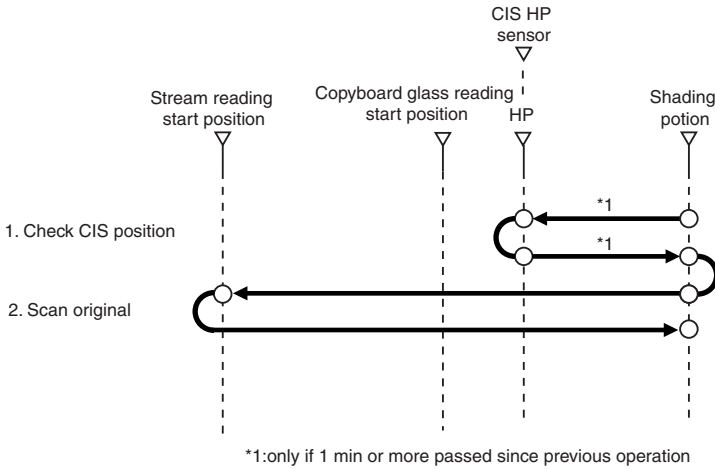 CIS HP
sensor
Stream reading
start position
Copyboard glass reading
start position
HP
Shading
potion
*1
1. Check CIS position
*1
2. Scan original
*1:only if 1 min or more passed since previous operation